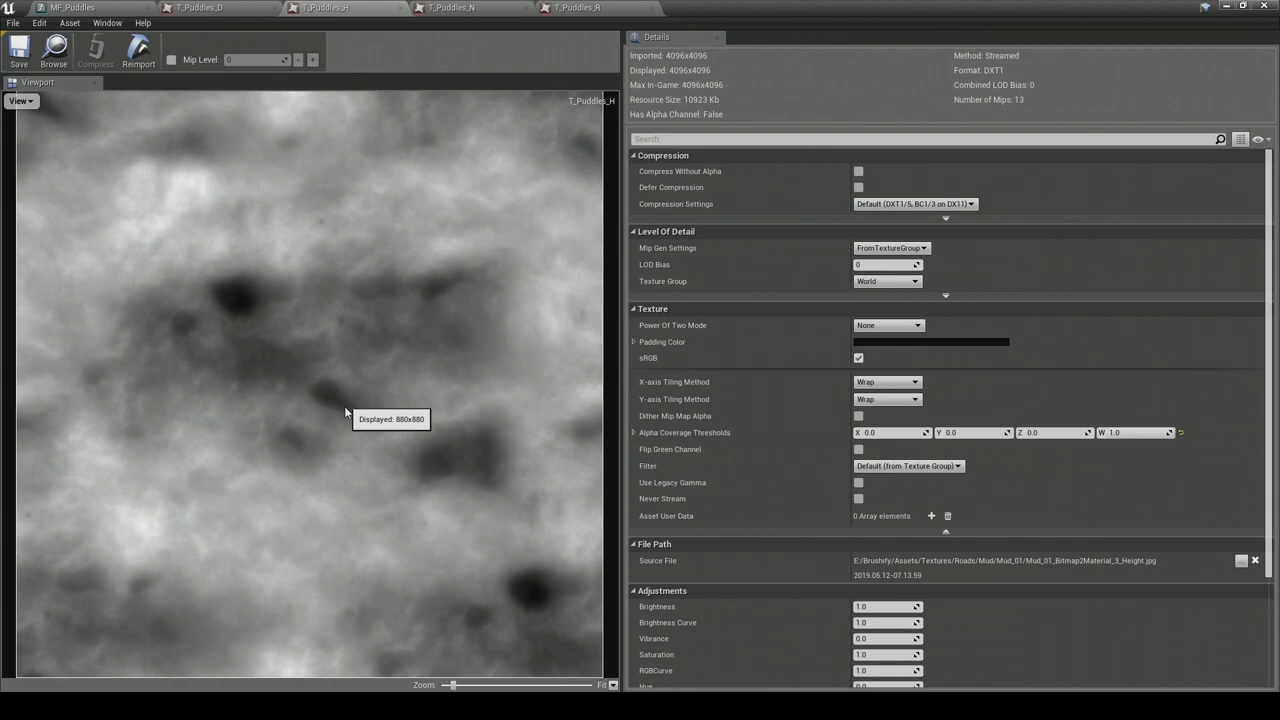 MF_Puddles T_Puddles_D T_Puddles_H T_Puddles_N T_Puddles_R
File Edit Asset Window Help
Save Browse Compress Reimport Mip Level: 0 - +
Viewport
View T_Puddles_H
Displayed: 880x880
Zoom: Fit
Details
Imported: 4096x4096 Method: Streamed
Displayed: 4096x4096 Format: DXT1
Max In-Game: 4096x4096 Combined LOD Bias: 0
Resource Size: 10923 Kb Number of Mips: 13
Has Alpha Channel: False
Search
Compression
Compress Without Alpha
Defer Compression
Compression Settings Default (DXT1/5, BC1/3 on DX11)
Level Of Detail
Mip Gen Settings FromTextureGroup
LOD Bias 0
Texture Group World
Texture
Power Of Two Mode None
Padding Color
sRGB
X-axis Tiling Method Wrap
Y-axis Tiling Method Wrap
Dither Mip Map Alpha
Alpha Coverage Thresholds X 0.0 Y 0.0 Z 0.0 W 1.0
Flip Green Channel
Filter Default (from Texture Group)
Use Legacy Gamma
Never Stream
Asset User Data 0 Array elements
File Path
Source File E:/Brushify/Assets/Textures/Roads/Mud/Mud_01/Mud_01_Bitmap2Material_3_Height.jpg ...
2019.05.12-07.13.59
Adjustments
Brightness 1.0
Brightness Curve 1.0
Vibrance 0.0
Saturation 1.0
RGBCurve 1.0
Hue 0.0